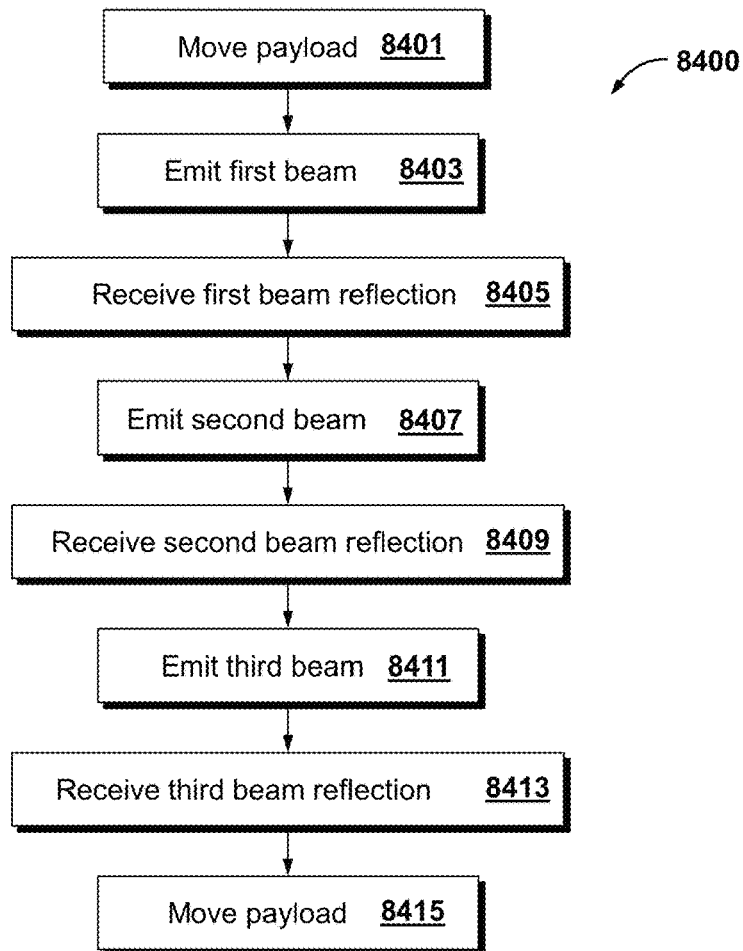 Move payload 8401
8400
Emit first beam 8403
Receive first beam reflection 8405
Emit second beam 8407
Receive second beam reflection 8409
Emit third beam 8411
Receive third beam reflection 8413
Move payload 8415